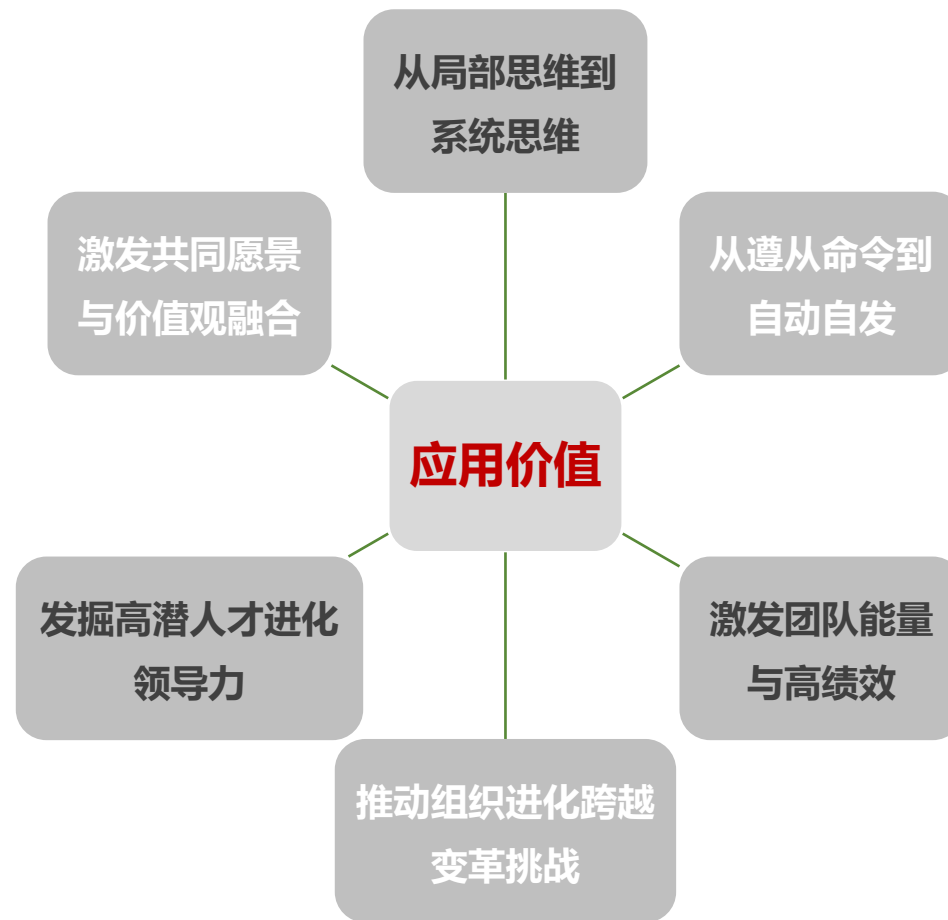 从局部思维到
系统思维
激发共同愿景
与价值观融合
从遵从命令到
自动自发
应用价值
发掘高潜人才进化
领导力
激发团队能量
与高绩效
推动组织进化跨越
变革挑战